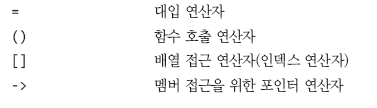 = 대입 연산자
() 함수 호출 연산자
[] 배열 접근 연산자(인덱스 연산자)
-> 멤버 접근을 위한 포인터 연산자